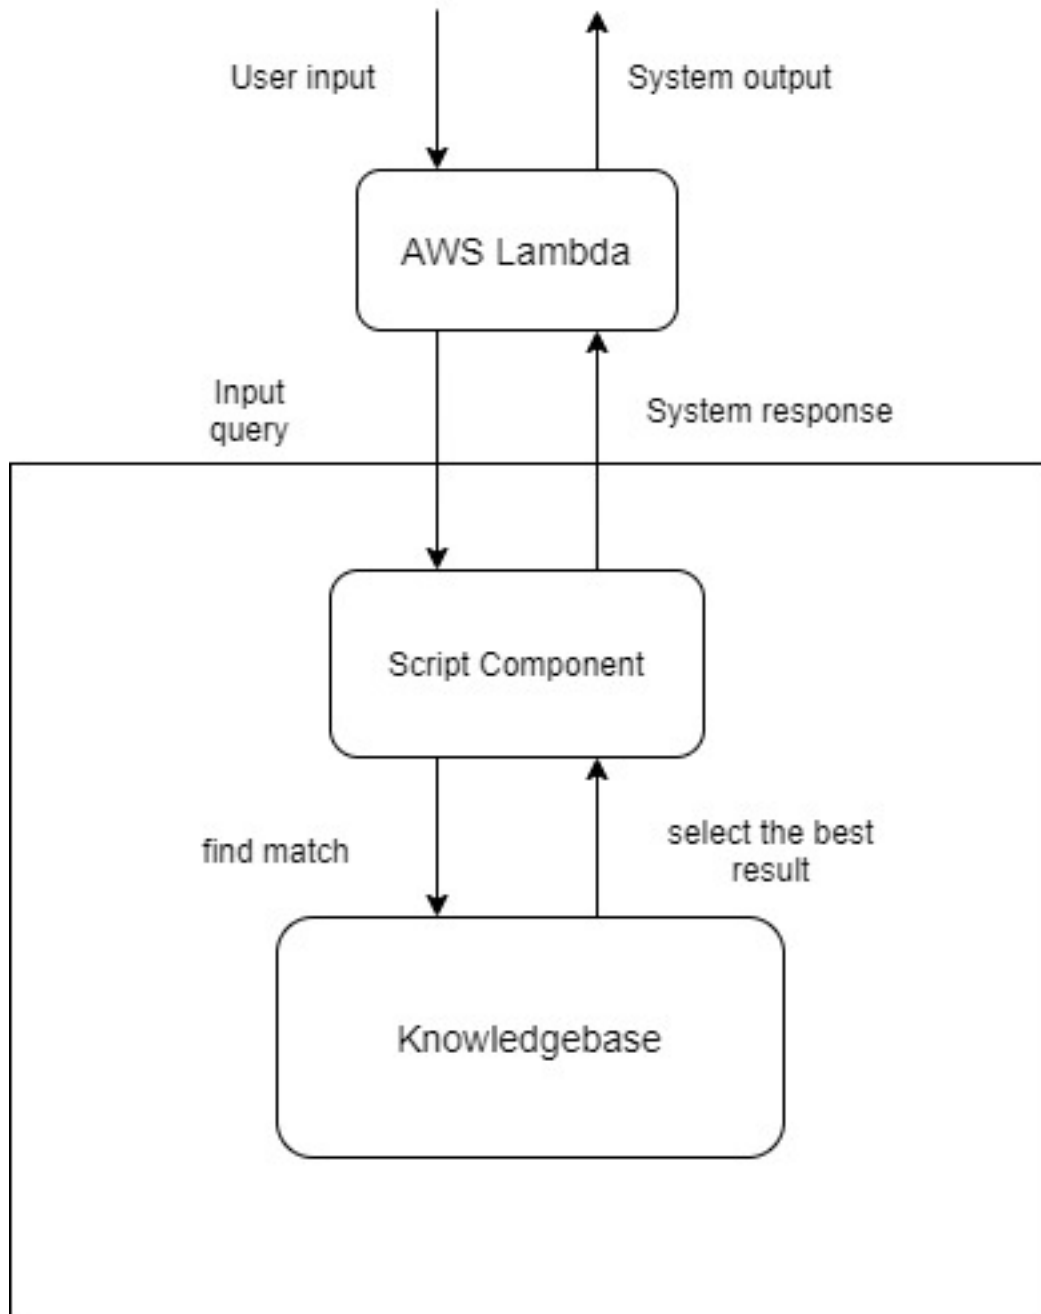 User input
System output
AWS Lambda
Input
query
System response
Script Component
find match
select the best
result
Knowledgebase